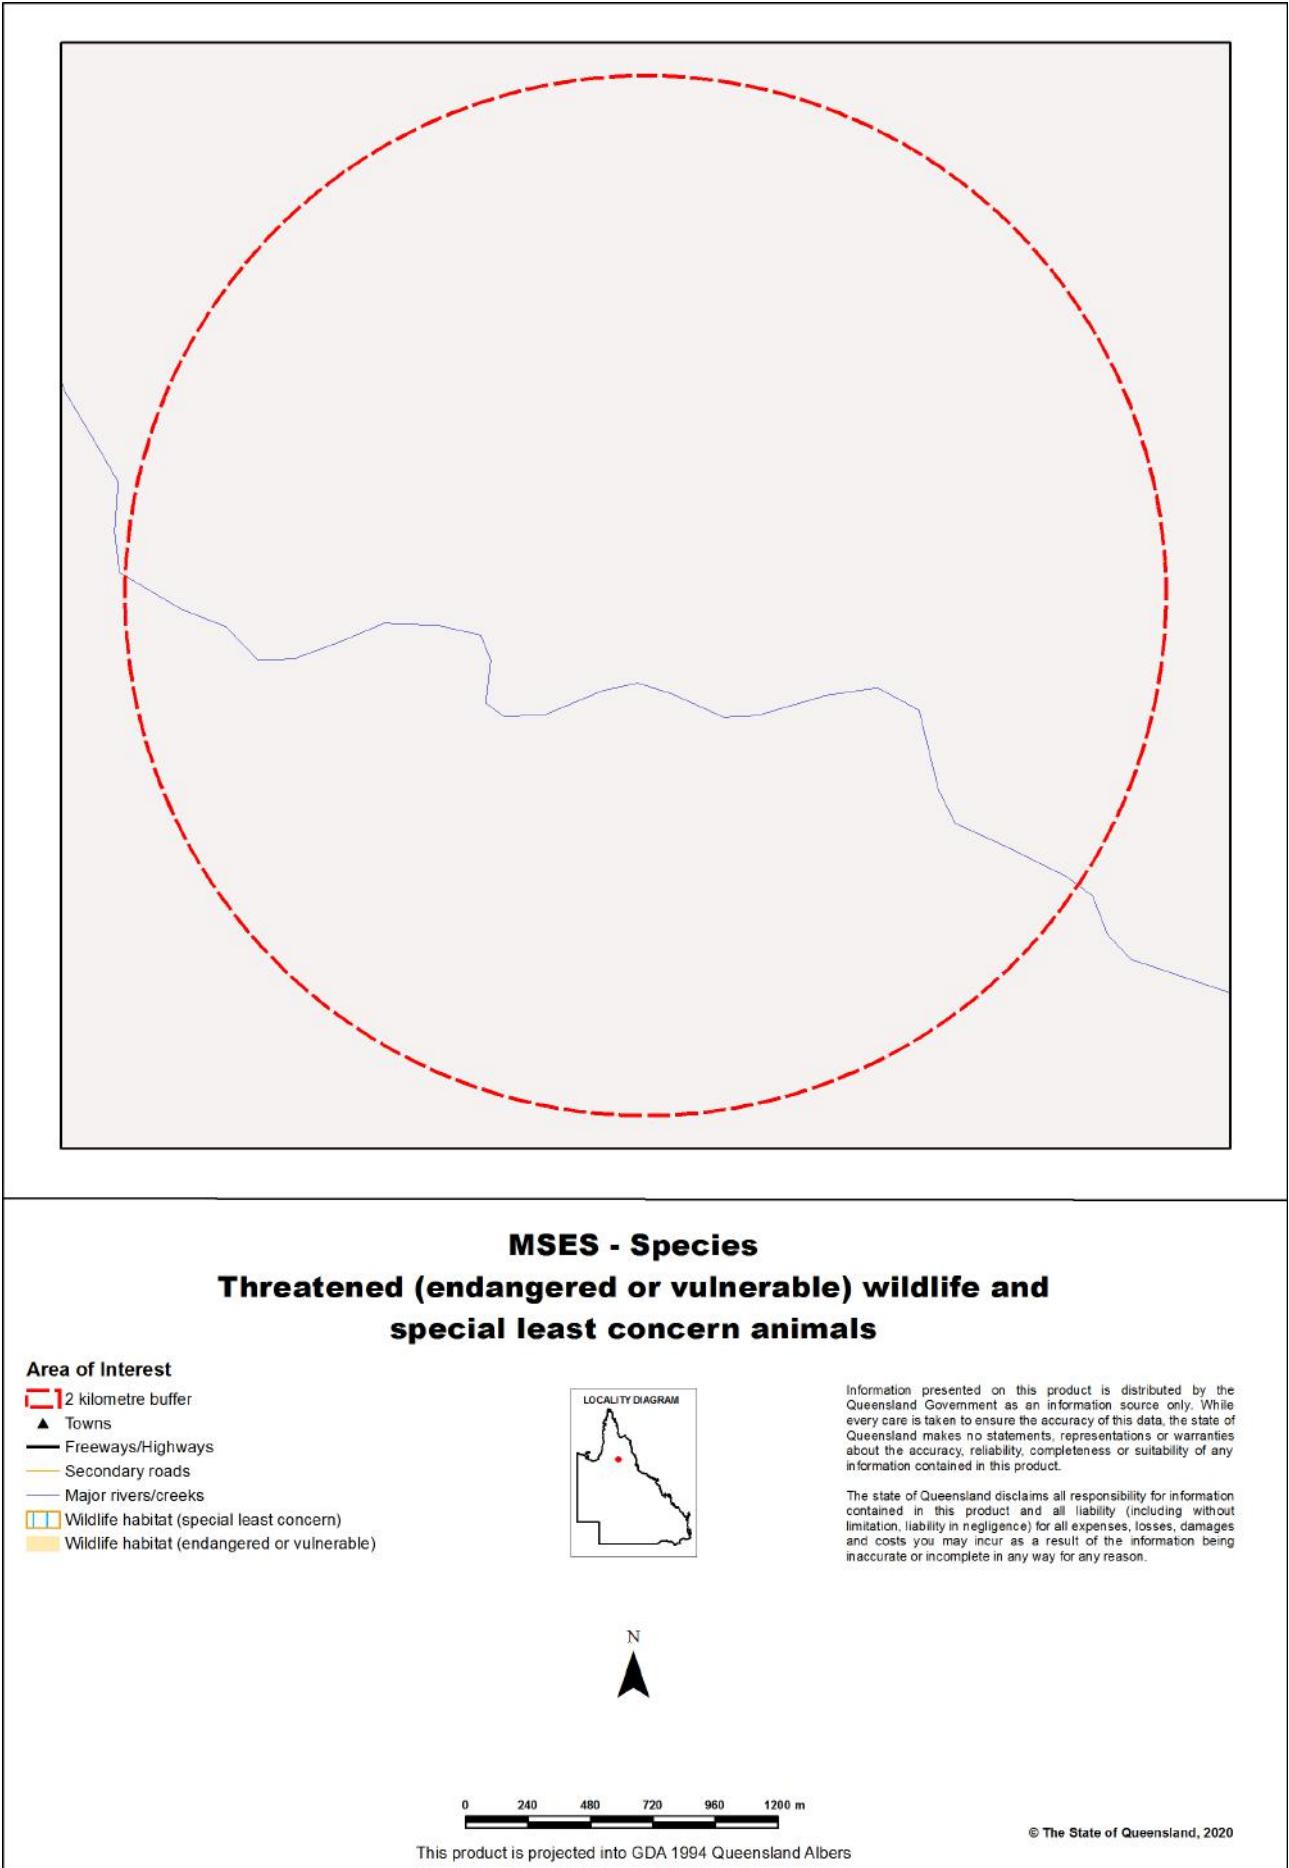 MSES - Species
Threatened (endangered or vulnerable) wildlife and
special least concern animals
Area of Interest
2 kilometre buffer
Towns
Freeways/Highways
Secondary roads
Major rivers/creeks
Wildlife habitat (special least concern)
Wildlife habitat (endangered or vulnerable)
LOCALITY DIAGRAM
Information presented on this product is distributed by the
Queensland Government as an information source only. While
every care is taken to ensure the accuracy of this data, the state of
Queensland makes no statements, representations or warranties
about the accuracy, reliability, completeness or suitability of any
information contained in this product.
The state of Queensland disclaims all responsibility for information
contained in this product and all liability (including without
limitation, liability in negligence) for all expenses, losses, damages
and costs you may incur as a result of the information being
inaccurate or incomplete in any way for any reason.
N
0 240 480 720 960 1200 m
This product is projected into GDA 1994 Queensland Albers
© The State of Queensland, 2020